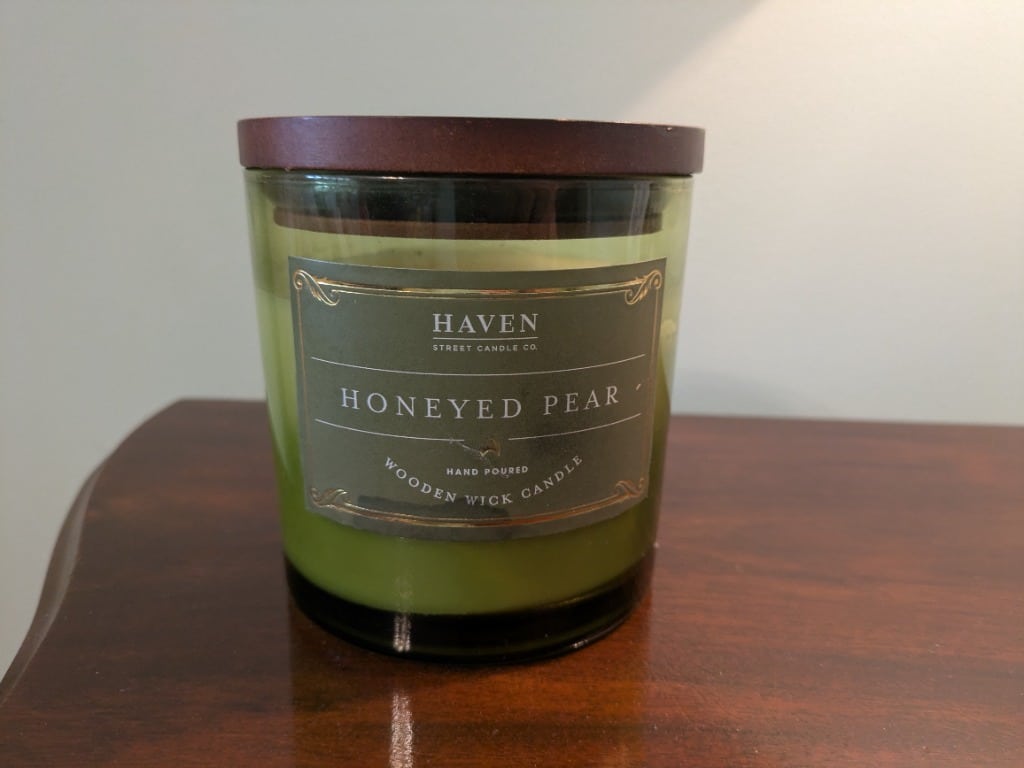 HAVEN
STREET CANDLE CO.
HONEYED PEAR
HAND POURED
WOODEN WICK CANDLE